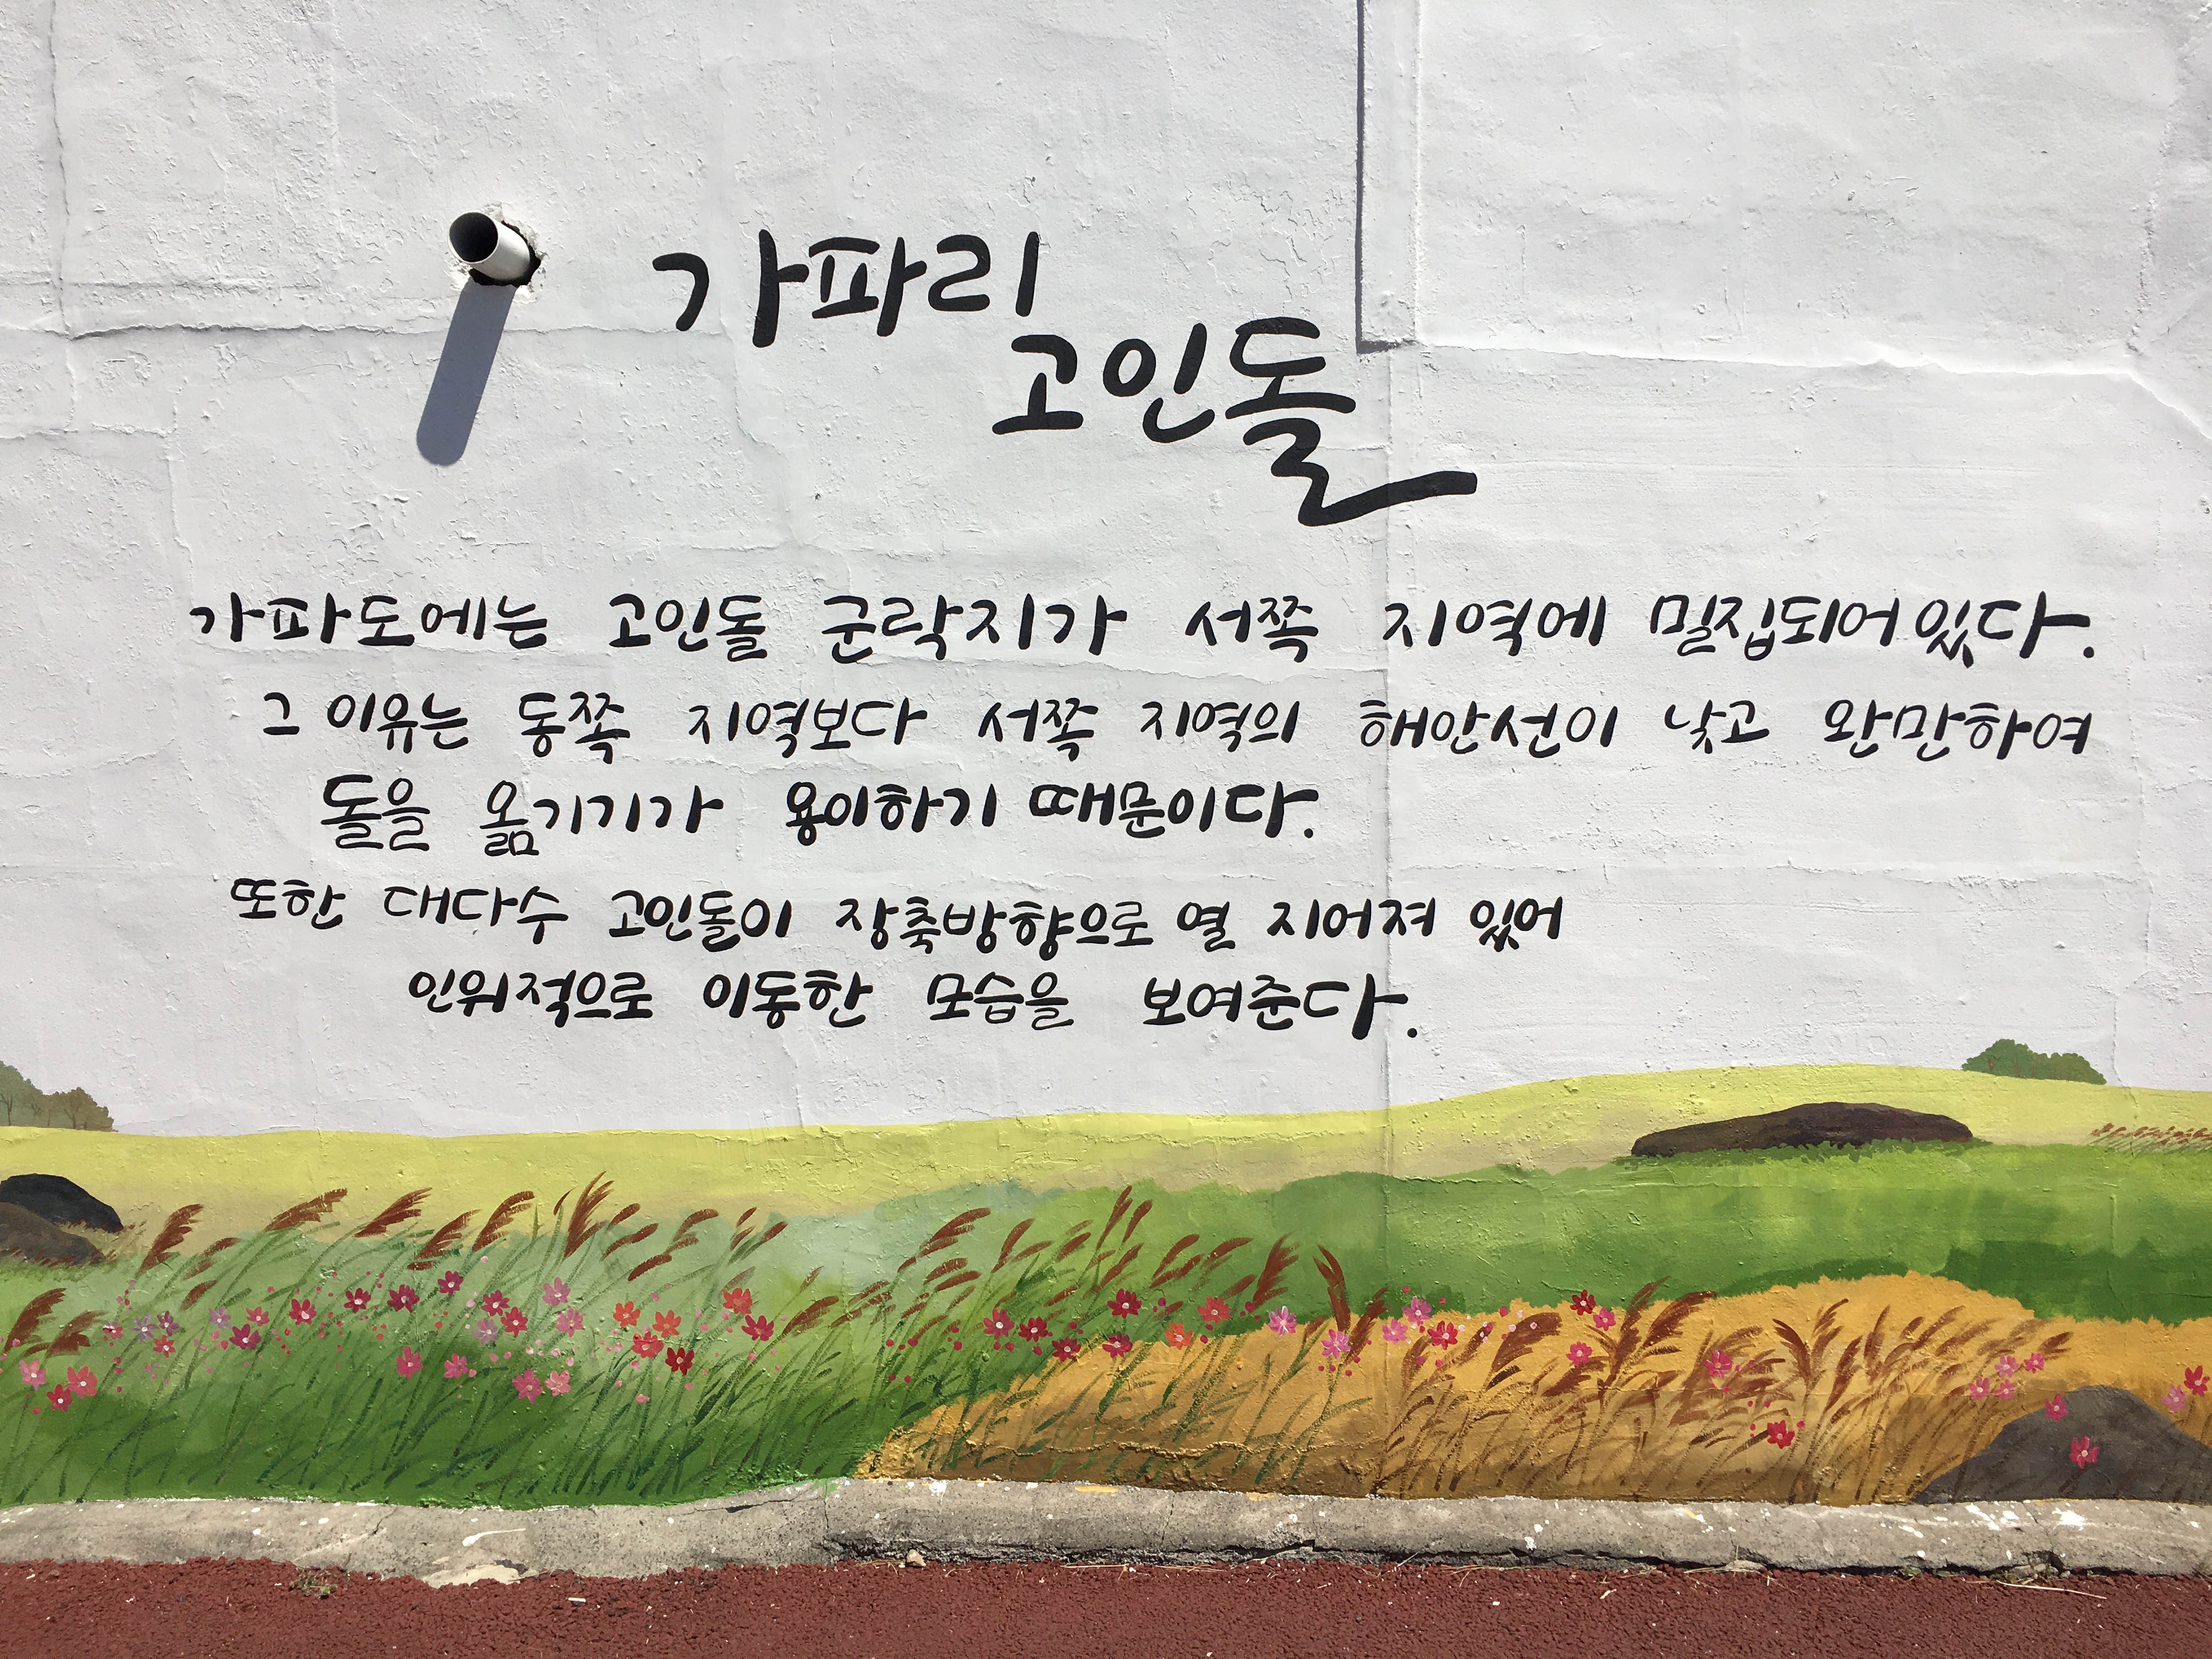 가파리
고인돌
가파도에는 고인돌 군락지가 서쪽 지역에 밀집되어있다.
그 이유는 동쪽 지역보다 서쪽 지역의 해안선이 낮고 완만하여
돌을 옮기기가 용이하기 때문이다.
또한 대다수 고인돌이 장축방향으로 열 지어져 있어
인위적으로 이동한 모습을 보여준다.